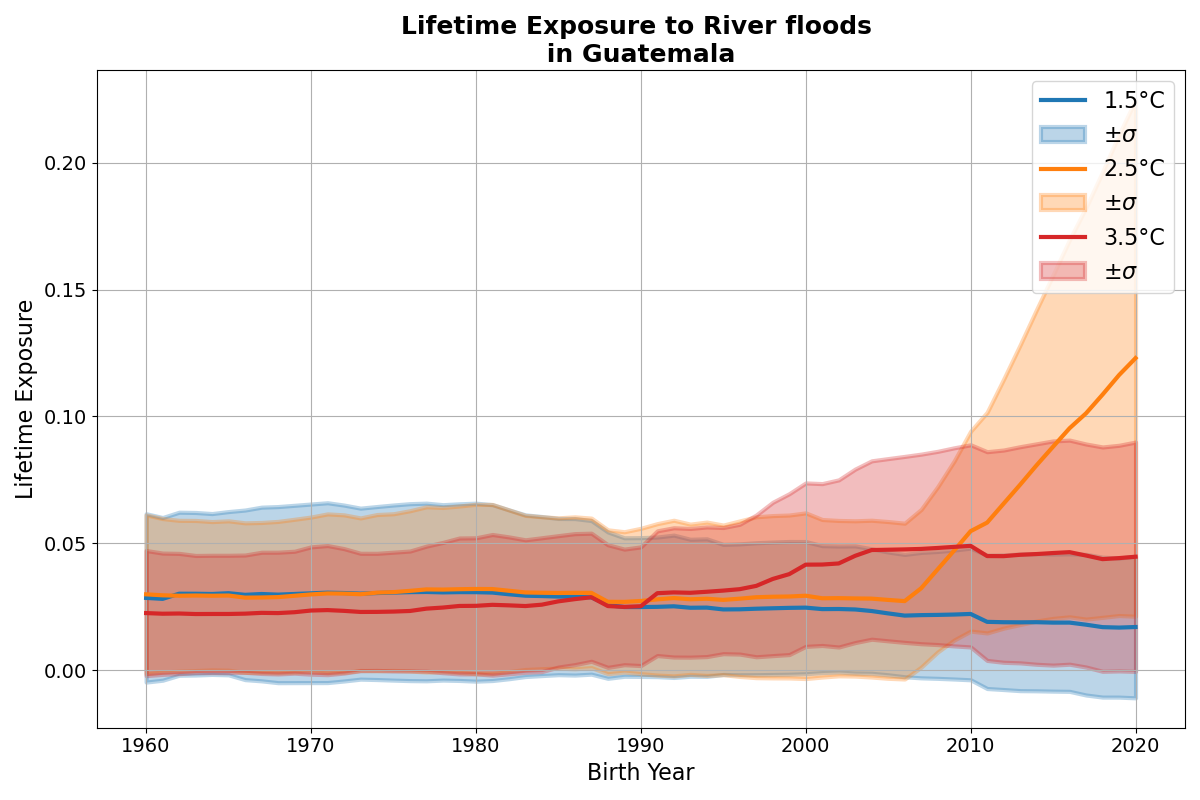 Lifetime Exposure to River floods
in Guatemala
1.5°C
±σ
2.5°C
±σ
3.5°C
±σ
Lifetime Exposure
0.20
0.15
0.10
0.05
0.00
1960 1970 1980 1990 2000 2010 2020
Birth Year